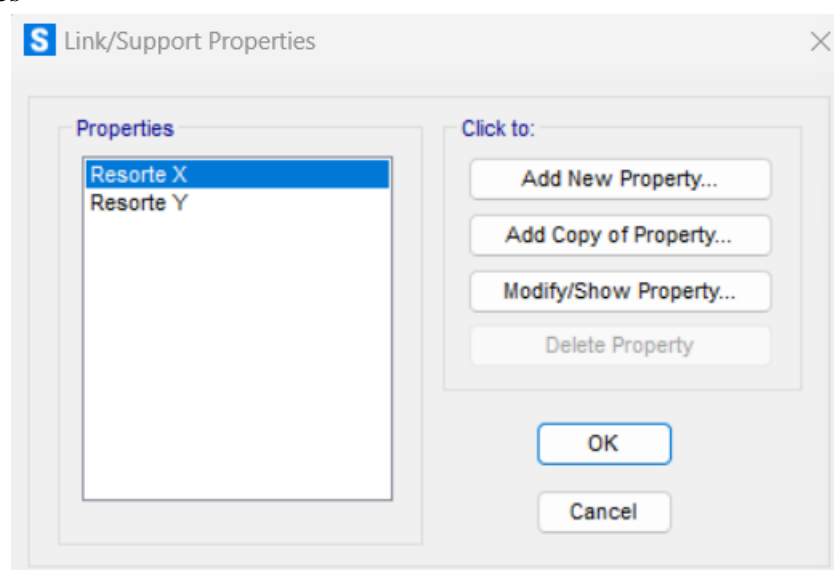 S Link/Support Properties
Properties
Resorte X
Resorte Y
Click to:
Add New Property...
Add Copy of Property...
Modify/Show Property...
Delete Property
OK
Cancel